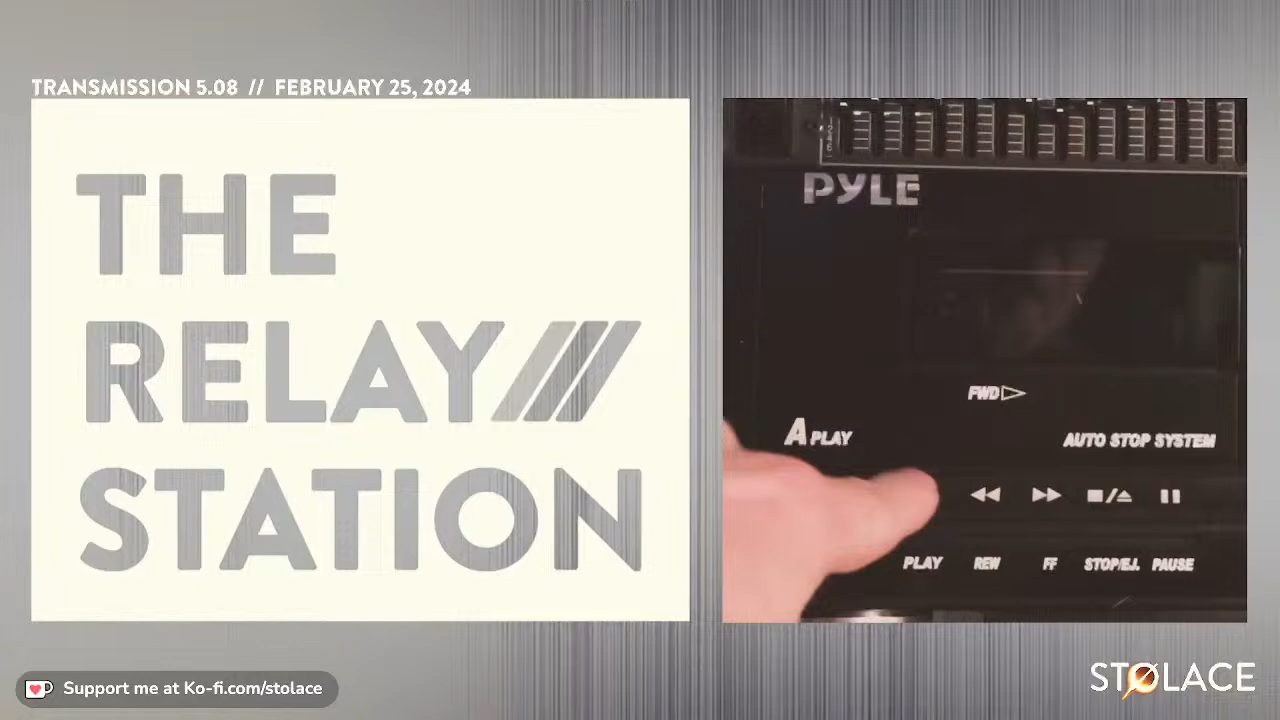 TRANSMISSION 5.08 // FEBRUARY 25, 2024
THE
RELAY///
STATION
PYLE
FWD
A PLAY
AUTO STOP SYSTEM
PLAY REW FF STOP/EJ. PAUSE
Support me at Ko-fi.com/stolace
STØLACE